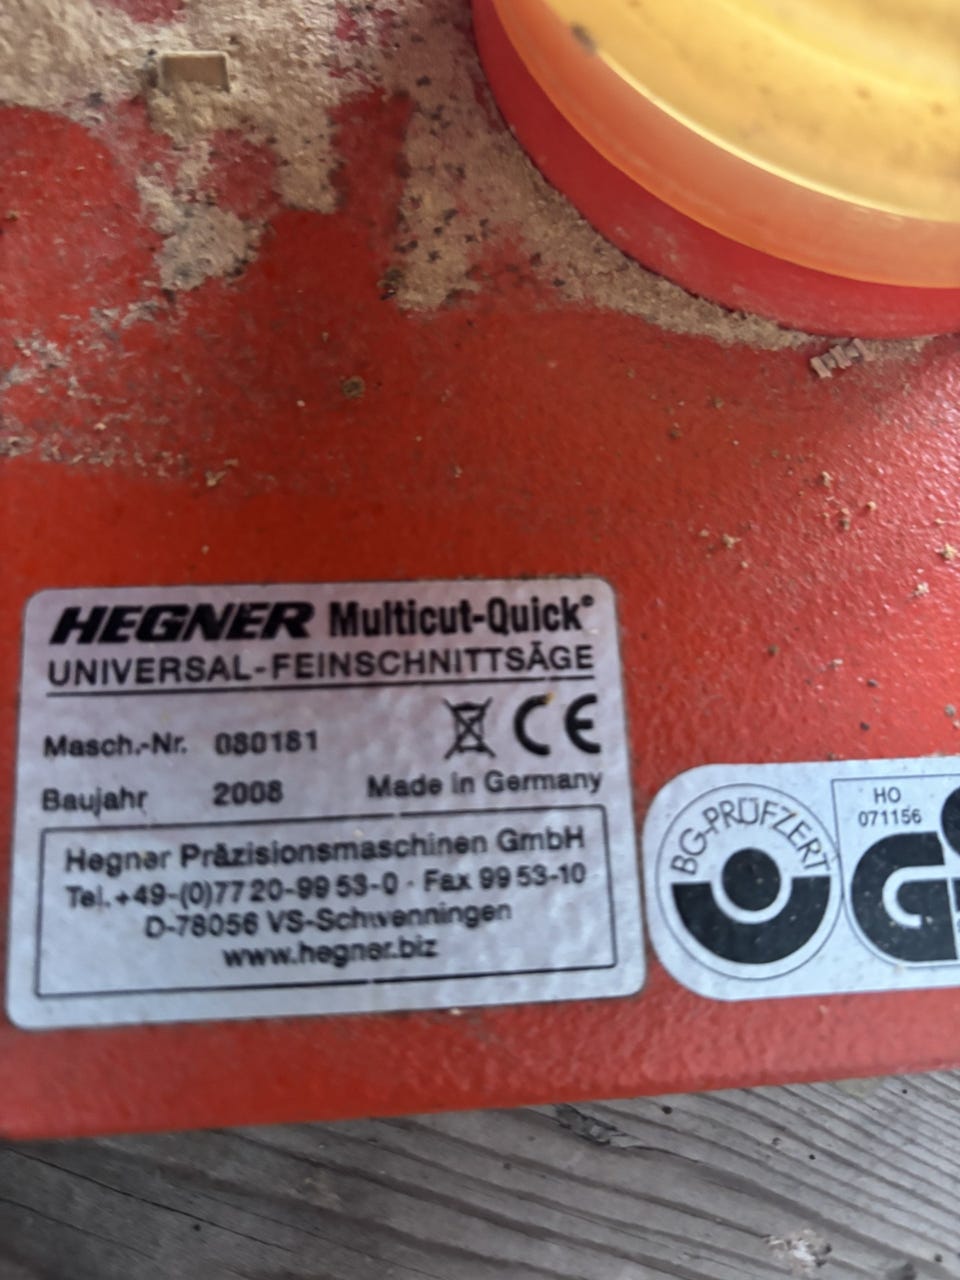 HEGNER Multicut-Quick®
UNIVERSAL-FEINSCHNITTSÄGE
CE
Masch.-Nr. 080181
Baujahr 2008 Made in Germany
Hegner Präzisionsmaschinen GmbH
Tel.+49-(0)77 20-99 53-0 · Fax 99 53-10
D-78056 VS-Schwenningen
www.hegner.biz
BG-PRÜFZERT
HO
071156
GS